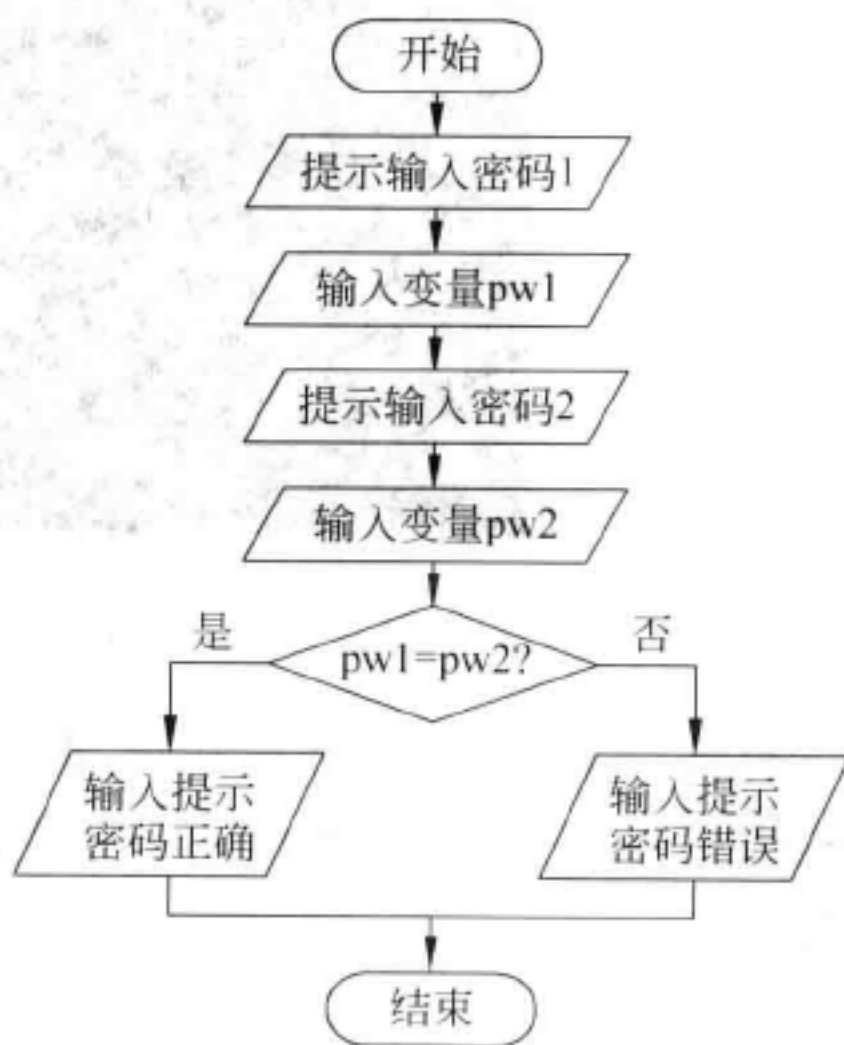 开始
提示输入密码1
输入变量pw1
提示输入密码2
输入变量pw2
是
否
pw1=pw2?
输入提示
密码正确
输入提示
密码错误
结束